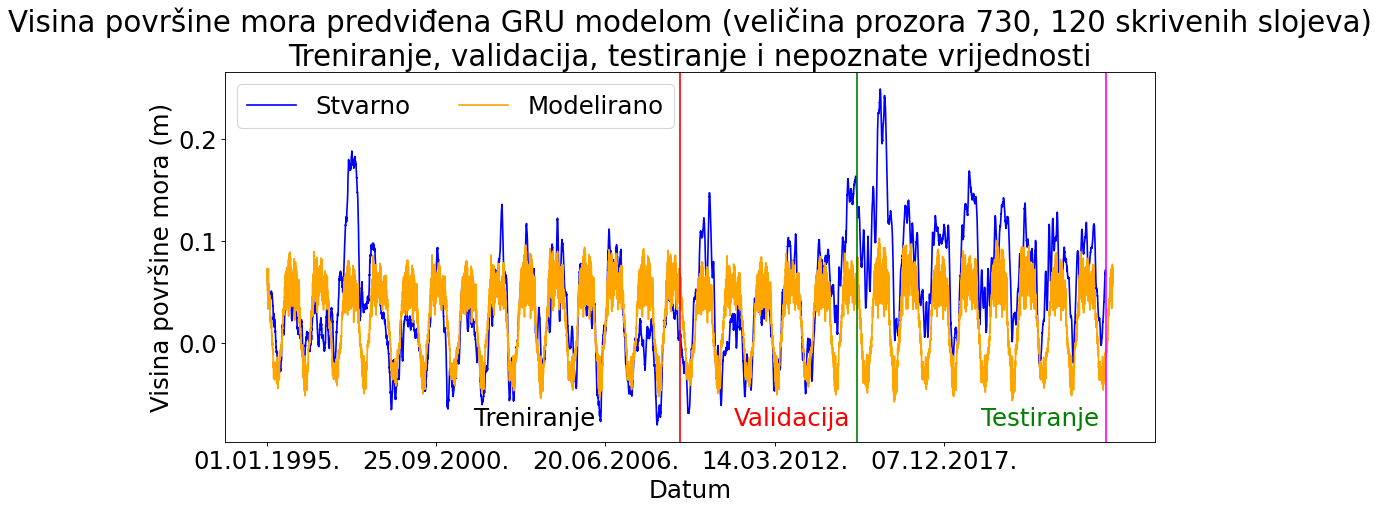 Visina površine mora predviđena GRU modelom (veličina prozora 730, 120 skrivenih slojeva)
Treniranje, validacija, testiranje i nepoznate vrijednosti
Stvarno
Modelirano
Visina površine mora (m)
0.2
0.1
0.0
Treniranje
Validacija
Testiranje
01.01.1995.
25.09.2000.
20.06.2006.
14.03.2012.
07.12.2017.
Datum